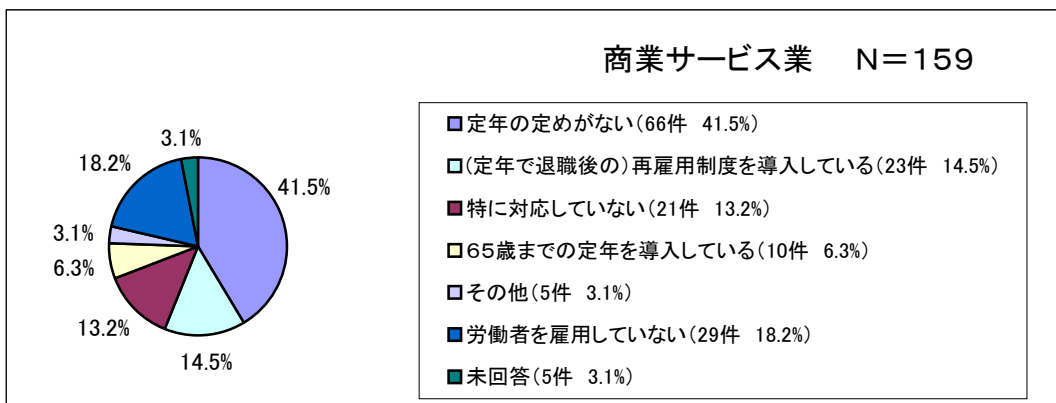 商業サービス業　N＝159
3.1%
18.2%
41.5%
3.1%
6.3%
13.2%
14.5%
定年の定めがない(66件 41.5%)
(定年で退職後の)再雇用制度を導入している(23件 14.5%)
特に対応していない(21件 13.2%)
６５歳までの定年を導入している(10件 6.3%)
その他(5件 3.1%)
労働者を雇用していない(29件 18.2%)
未回答(5件 3.1%)